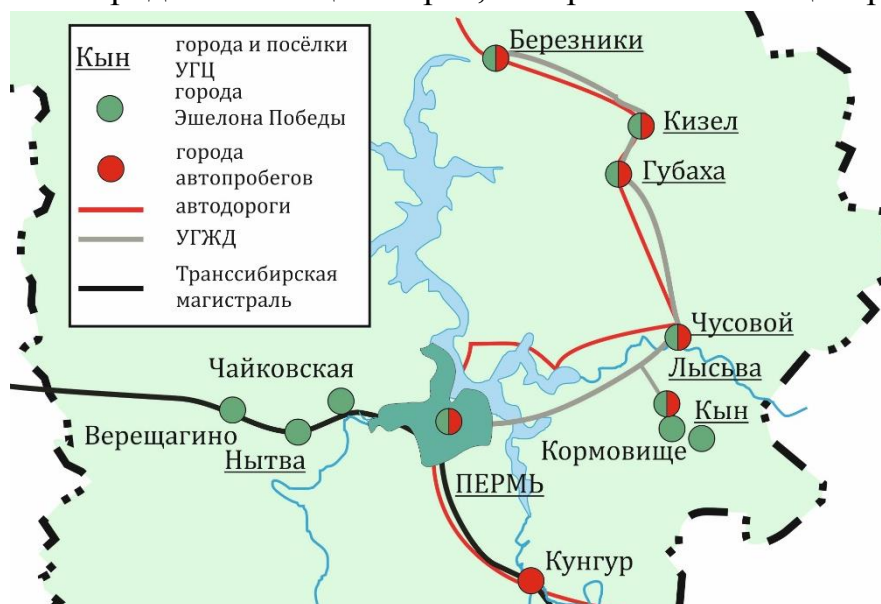 Кын
города и посёлки
УГЦ
города
Эшелона Победы
города
автопробегов
автодороги
УГЖД
Транссибирская
магистраль
Березники
Кизел
Губаха
Чусовой
Лысьва
Кын
Кормовище
Чайковская
Верещагино
Нытва
ПЕРМЬ
Кунгур